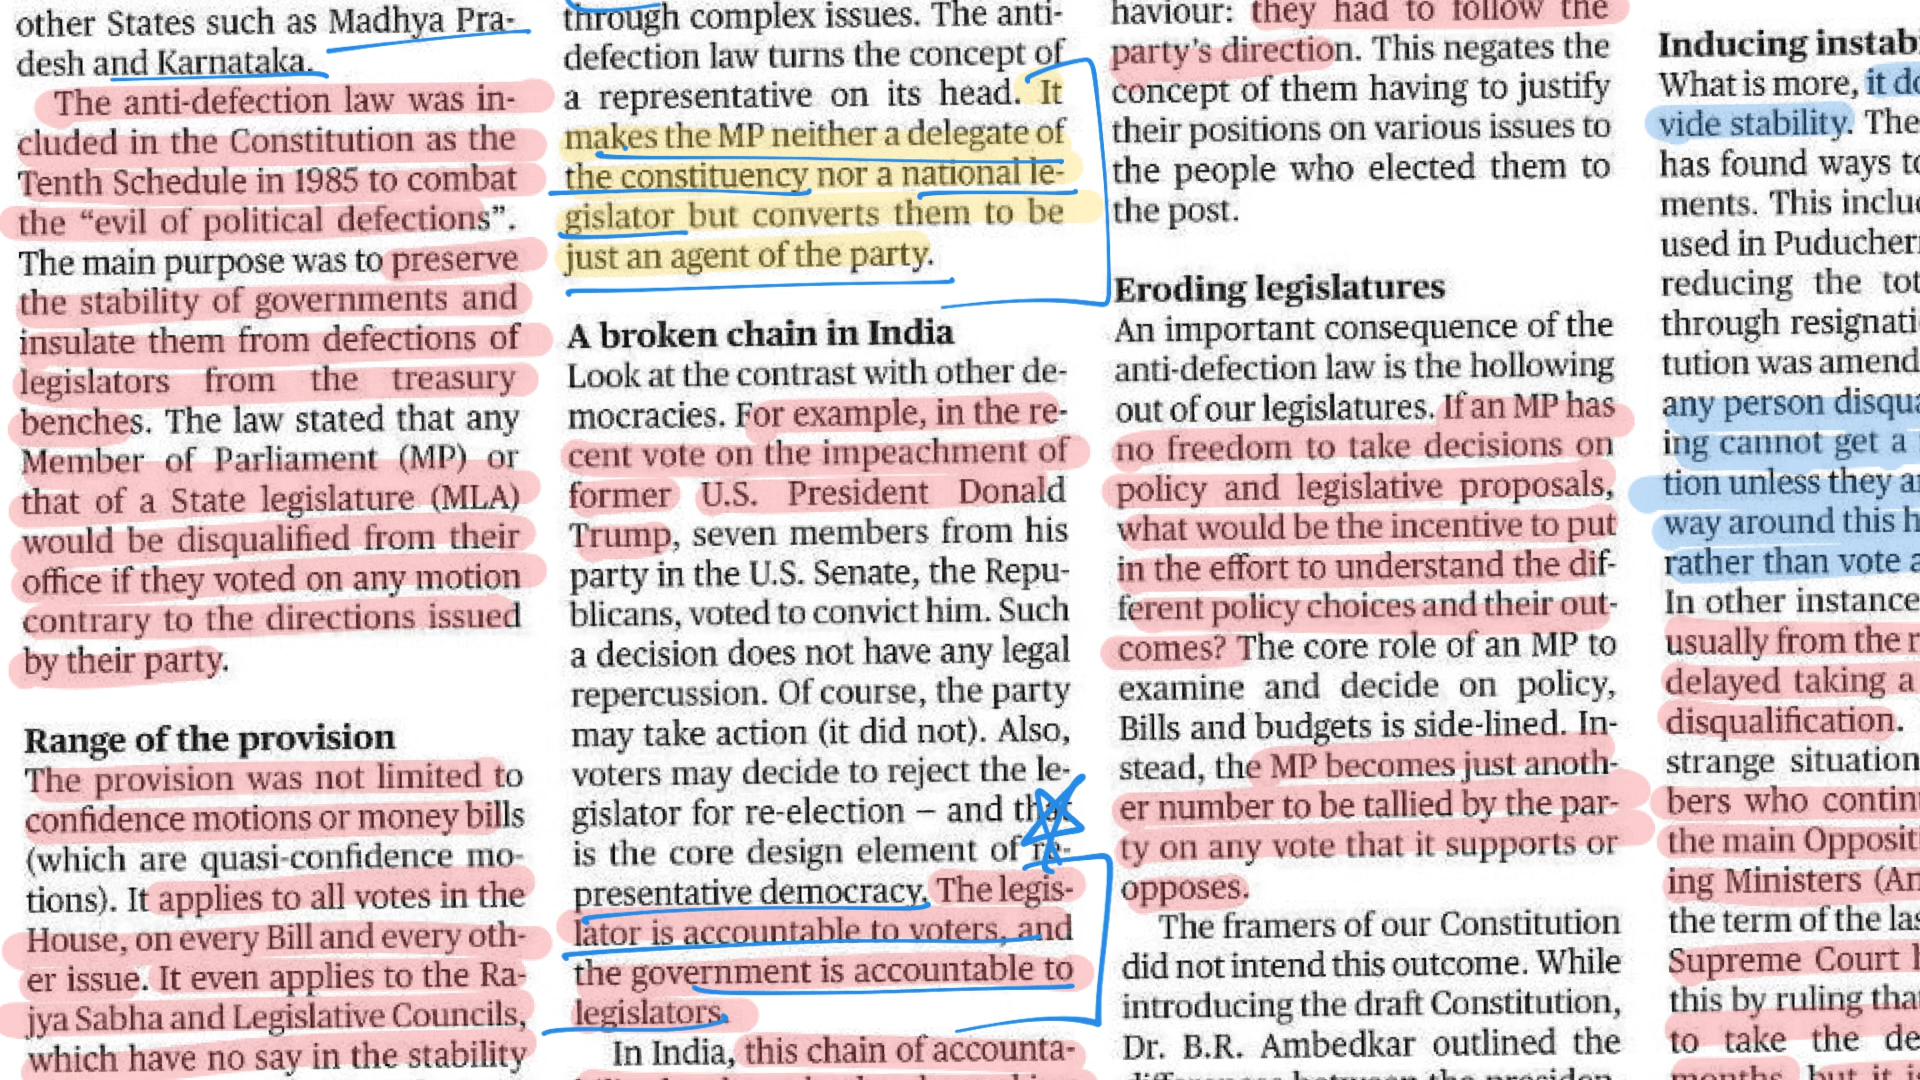 other States such as Madhya Pra-
desh and Karnataka.
The anti-defection law was in-
cluded in the Constitution as the
Tenth Schedule in 1985 to combat
the “evil of political defections”.
The main purpose was to preserve
the stability of governments and
insulate them from defections of
legislators from the treasury
benches. The law stated that any
Member of Parliament (MP) or
that of a State legislature (MLA)
would be disqualified from their
office if they voted on any motion
contrary to the directions issued
by their party.
Range of the provision
The provision was not limited to
confidence motions or money bills
(which are quasi-confidence mo-
tions). It applies to all votes in the
House, on every Bill and every oth-
er issue. It even applies to the Ra-
jya Sabha and Legislative Councils,
which have no say in the stability
through complex issues. The anti-
defection law turns the concept of
a representative on its head. It
makes the MP neither a delegate of
the constituency nor a national le-
gislator but converts them to be
just an agent of the party.
A broken chain in India
Look at the contrast with other de-
mocracies. For example, in the re-
cent vote on the impeachment of
former U.S. President Donald
Trump, seven members from his
party in the U.S. Senate, the Repu-
blicans, voted to convict him. Such
a decision does not have any legal
repercussion. Of course, the party
may take action (it did not). Also,
voters may decide to reject the le-
gislator for re-election – and that
is the core design element of re-
presentative democracy. The legis-
lator is accountable to voters, and
the government is accountable to
legislators.
In India, this chain of accounta-
haviour: they had to follow the
party’s direction. This negates the
concept of them having to justify
their positions on various issues to
the people who elected them to
the post.
Eroding legislatures
An important consequence of the
anti-defection law is the hollowing
out of our legislatures. If an MP has
no freedom to take decisions on
policy and legislative proposals,
what would be the incentive to put
in the effort to understand the dif-
ferent policy choices and their out-
comes? The core role of an MP to
examine and decide on policy,
Bills and budgets is side-lined. In-
stead, the MP becomes just anoth-
er number to be tallied by the par-
ty on any vote that it supports or
opposes.
The framers of our Constitution
did not intend this outcome. While
introducing the draft Constitution,
Dr. B.R. Ambedkar outlined the
Inducing instab
What is more, it do
vide stability. The
has found ways to
ments. This inclu
used in Puducher
reducing the tot
through resignati
tution was amend
any person disqua
ing cannot get a
tion unless they a
way around this h
rather than vote a
In other instance
usually from the r
delayed taking a
disqualification.
strange situation
bers who contin
the main Opposit
ing Ministers (An
the term of the las
Supreme Court h
this by ruling tha
to take the de
months, but it is